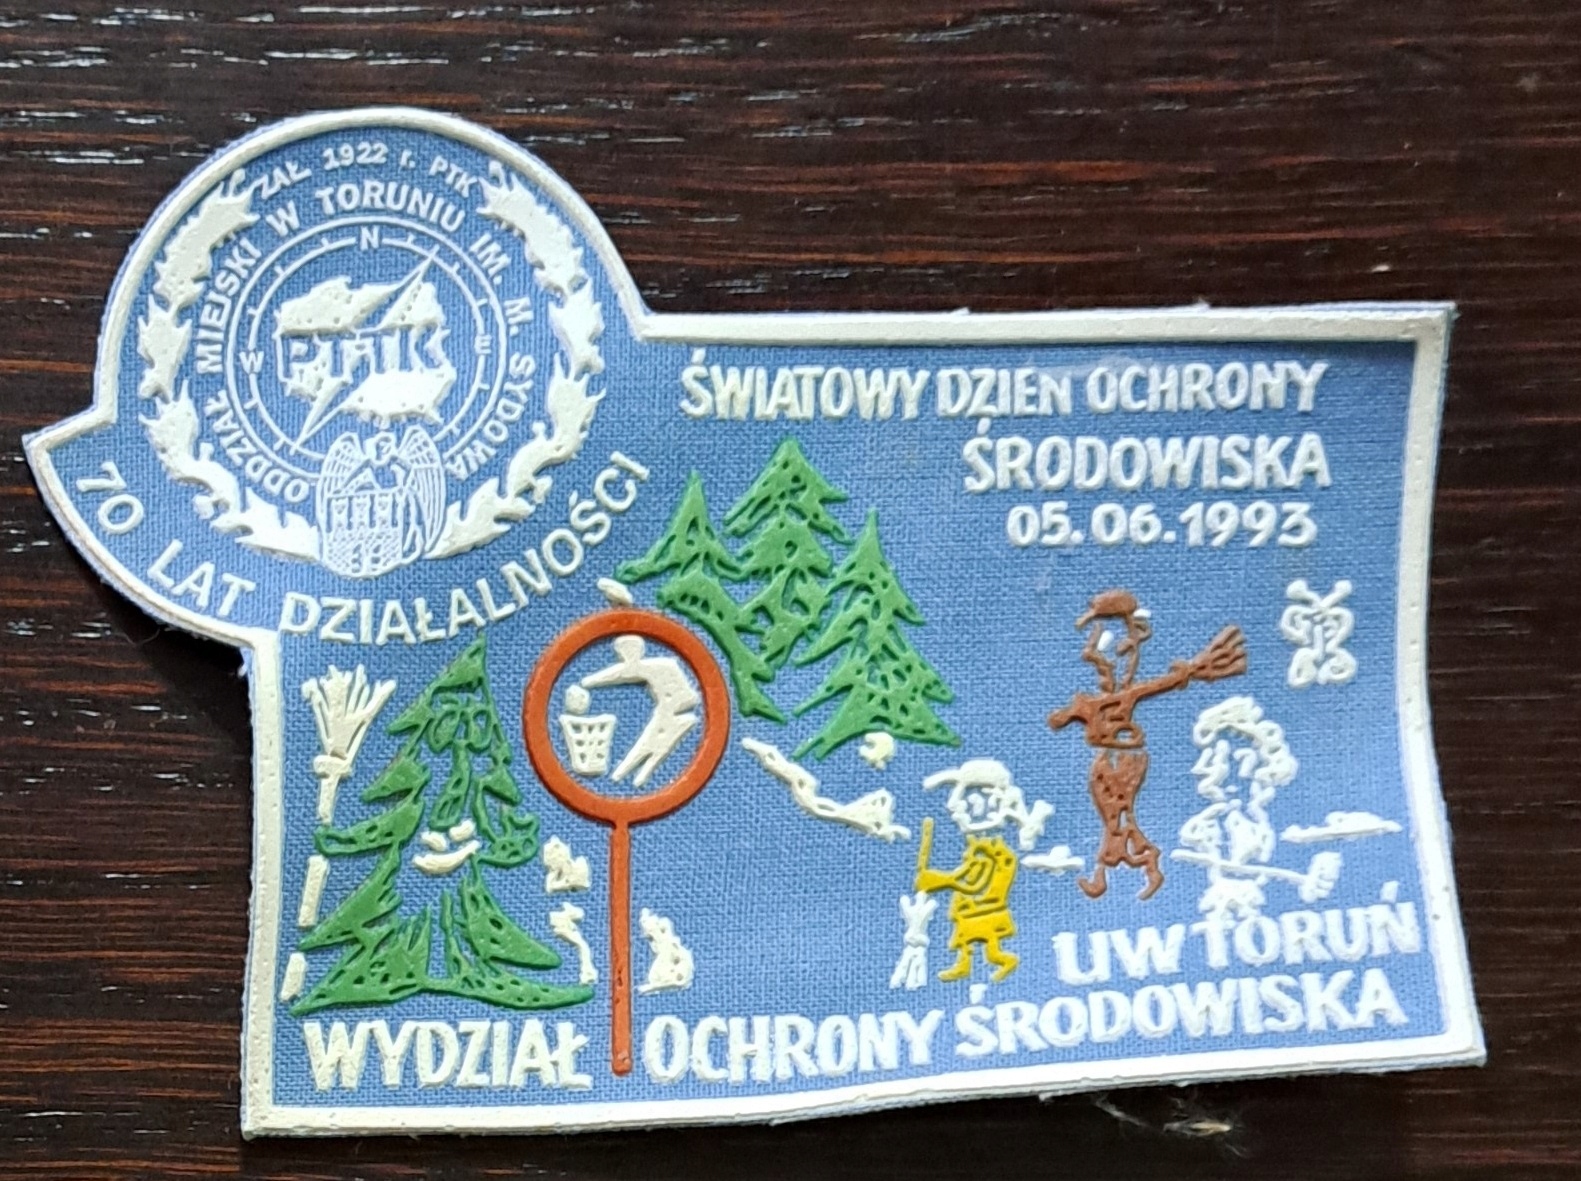 ZAŁ 1922 r. PTK
ODDZIAŁ MIEJSKI W TORUNIU IM. M. SYDOWA
N
W
E
PTTK
70 LAT DZIAŁALNOŚCI
ŚWIATOWY DZIEŃ OCHRONY
ŚRODOWISKA
05.06.1993
UW TORUŃ
WYDZIAŁ OCHRONY ŚRODOWISKA